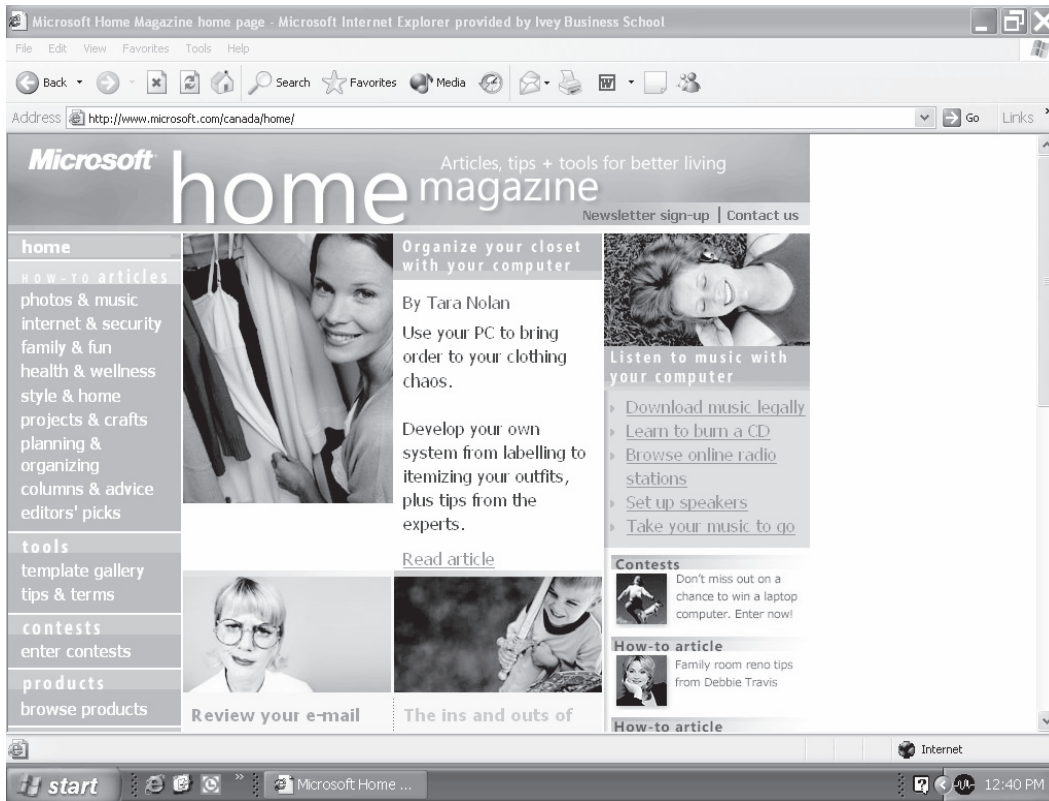 Microsoft Home Magazine home page - Microsoft Internet Explorer provided by Ivey Business School
File Edit View Favorites Tools Help
Back Search Favorites Media
Address http://www.microsoft.com/canada/home/ Go Links
Microsoft
home magazine
Articles, tips + tools for better living
Newsletter sign-up | Contact us
home
HOW-TO articles
photos & music
internet & security
family & fun
health & wellness
style & home
projects & crafts
planning &
organizing
columns & advice
editors' picks
tools
template gallery
tips & terms
contests
enter contests
products
browse products
Organize your closet
with your computer
By Tara Nolan
Use your PC to bring
order to your clothing
chaos.
Develop your own
system from labelling to
itemizing your outfits,
plus tips from the
experts.
Read article
Review your e-mail
The ins and outs of
Listen to music with
your computer
Download music legally
Learn to burn a CD
Browse online radio
stations
Set up speakers
Take your music to go
Contests
Don't miss out on a
chance to win a laptop
computer. Enter now!
How-to article
Family room reno tips
from Debbie Travis
How-to article
Internet
start Microsoft Home ... 12:40 PM